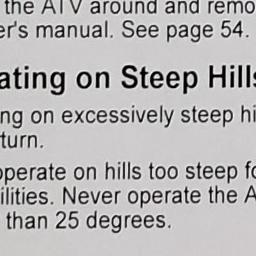 the ATV around and remo
er's manual. See page 54.
ating on Steep Hills
ng on excessively steep hi
turn.
operate on hills too steep fo
ilities. Never operate the A
than 25 degrees.